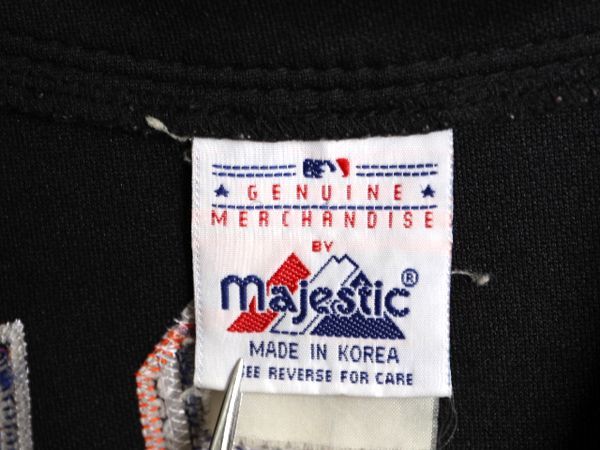 GENUINE
MERCHANDISE
BY
majestic®
MADE IN KOREA
SEE REVERSE FOR CARE